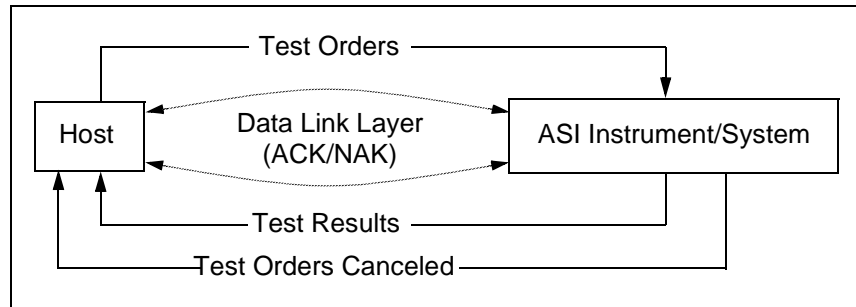 Test Orders
Host
Data Link Layer
(ACK/NAK)
ASI Instrument/System
Test Results
Test Orders Canceled